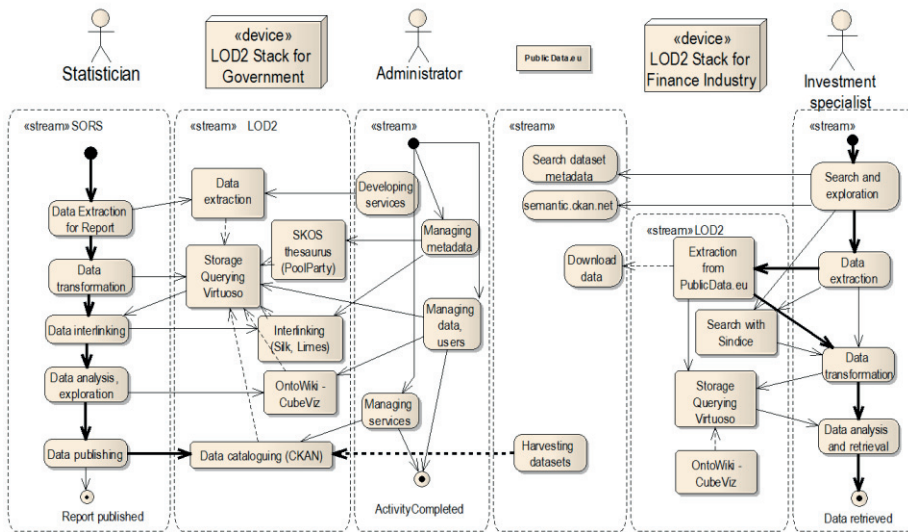 «device»
LOD2 Stack for
Government
«device»
LOD2 Stack for
Finance Industry
PublicData.eu
Statistician
Administrator
Investment
specialist
«stream» SORS
«stream» LOD2
«stream»
«stream»
Data Extraction
for Report
Data
transformation
Data interlinking
Data analysis,
exploration
Data publishing
Report published
Data
extraction
SKOS
thesaurus
(PoolParty)
Storage
Querying
Virtuoso
Interlinking
(Silk, Limes)
OntoWiki -
CubeViz
Data cataloguing (CKAN)
Developing
services
Managing
metadata
Managing
data,
users
Managing
services
ActivityCompleted
Search dataset
metadata
semantic.ckan.net
Download
data
Harvesting
datasets
«stream» LOD2
Extraction
from
PublicData.eu
Search with
Sindice
Storage
Querying
Virtuoso
OntoWiki -
CubeViz
Search and
exploration
Data
extraction
Data
transformation
Data analysis
and retrieval
Data retrieved